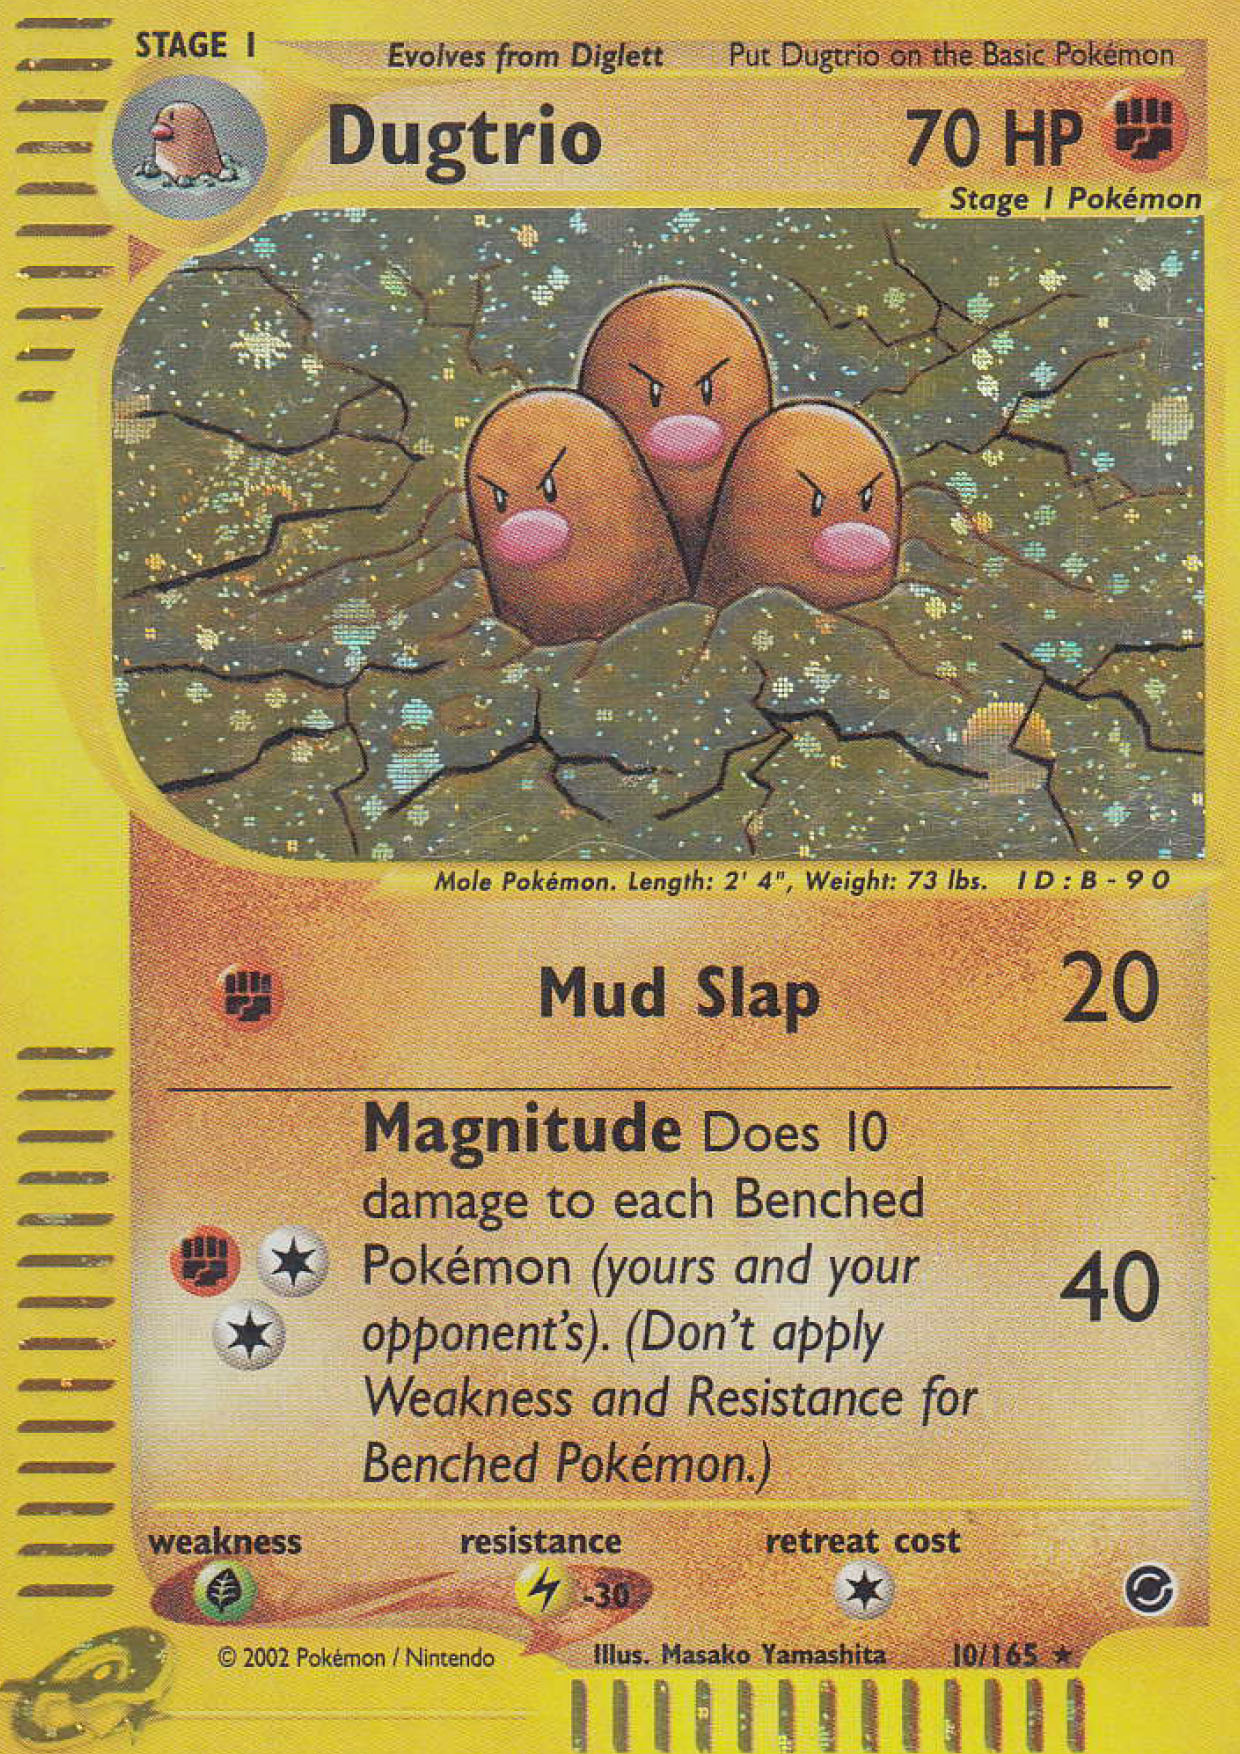 STAGE 1
Evolves from Diglett Put Dugtrio on the Basic Pokémon
Dugtrio 70 HP
Stage 1 Pokémon
Mole Pokémon. Length: 2' 4", Weight: 73 lbs. ID:B-90
Mud Slap 20
Magnitude Does 10
damage to each Benched
Pokémon (yours and your
opponent's). (Don't apply
Weakness and Resistance for
Benched Pokémon.)
40
weakness resistance retreat cost
-30
© 2002 Pokémon / Nintendo Illus. Masako Yamashita 10/165 ★